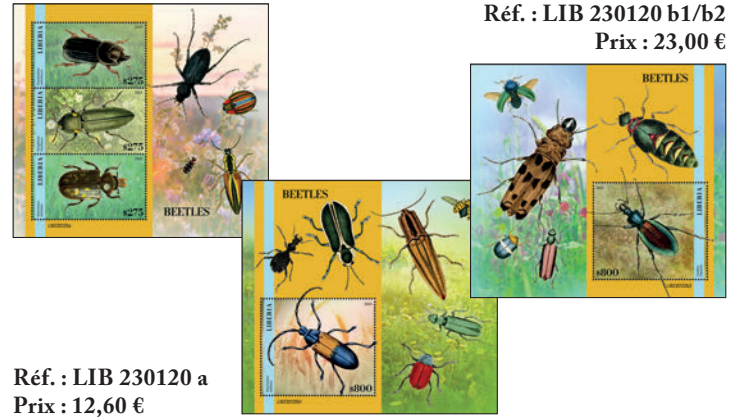 Réf. : LIB 230120 b1/b2
Prix : 23,00 €
LIBERIA
$275
LIBERIA
$275
LIBERIA
$275
BEETLES
BEETLES
LIBERIA
$800
BEETLES
LIBERIA
$800
Réf. : LIB 230120 a
Prix : 12,60 €